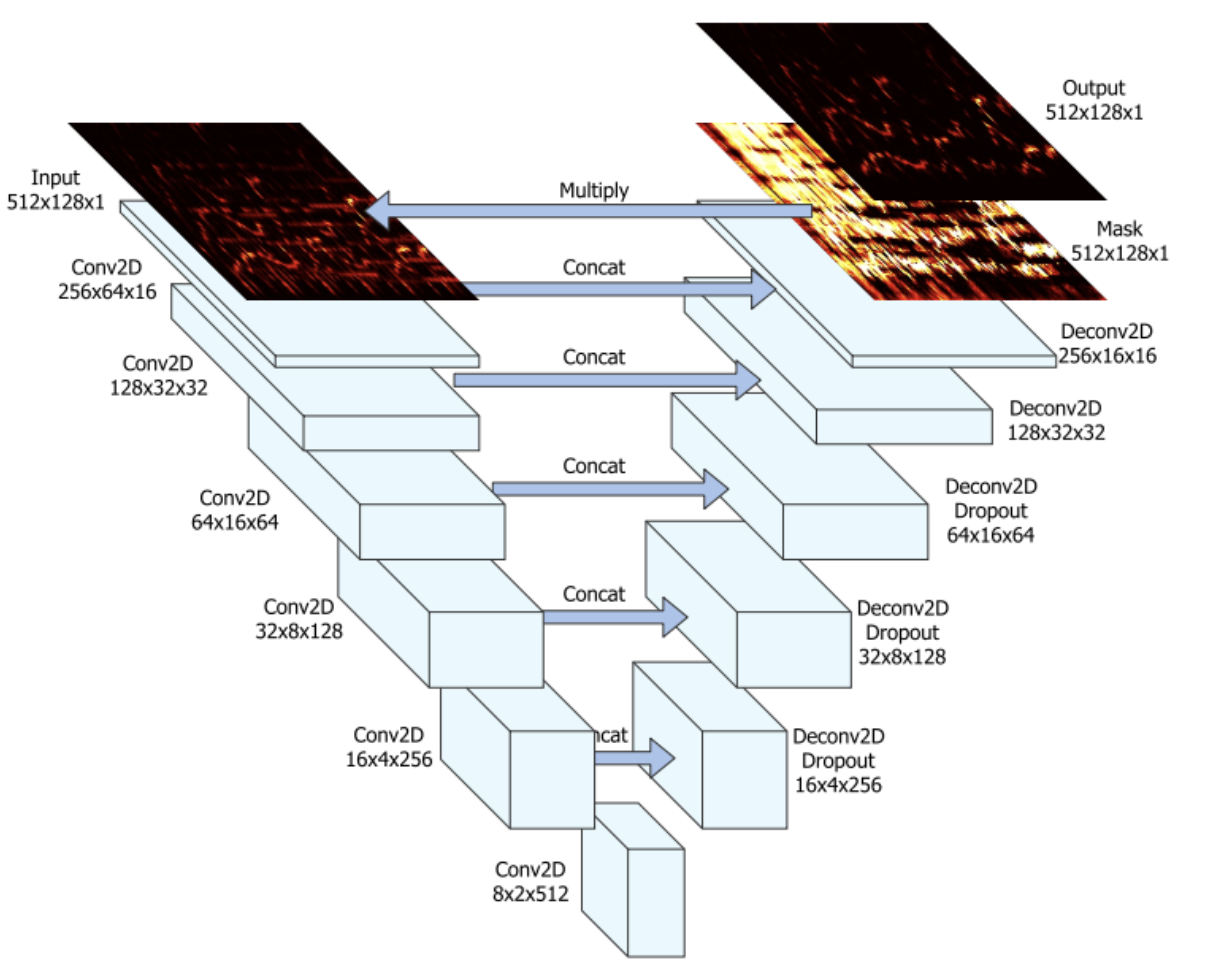 Output
512x128x1
Input
512x128x1
Multiply
Mask
512x128x1
Conv2D
256x64x16
Concat
Deconv2D
256x16x16
Conv2D
128x32x32
Concat
Deconv2D
128x32x32
Conv2D
64x16x64
Concat
Deconv2D
Dropout
64x16x64
Conv2D
32x8x128
Concat
Deconv2D
Dropout
32x8x128
Conv2D
16x4x256
ncat
Deconv2D
Dropout
16x4x256
Conv2D
8x2x512